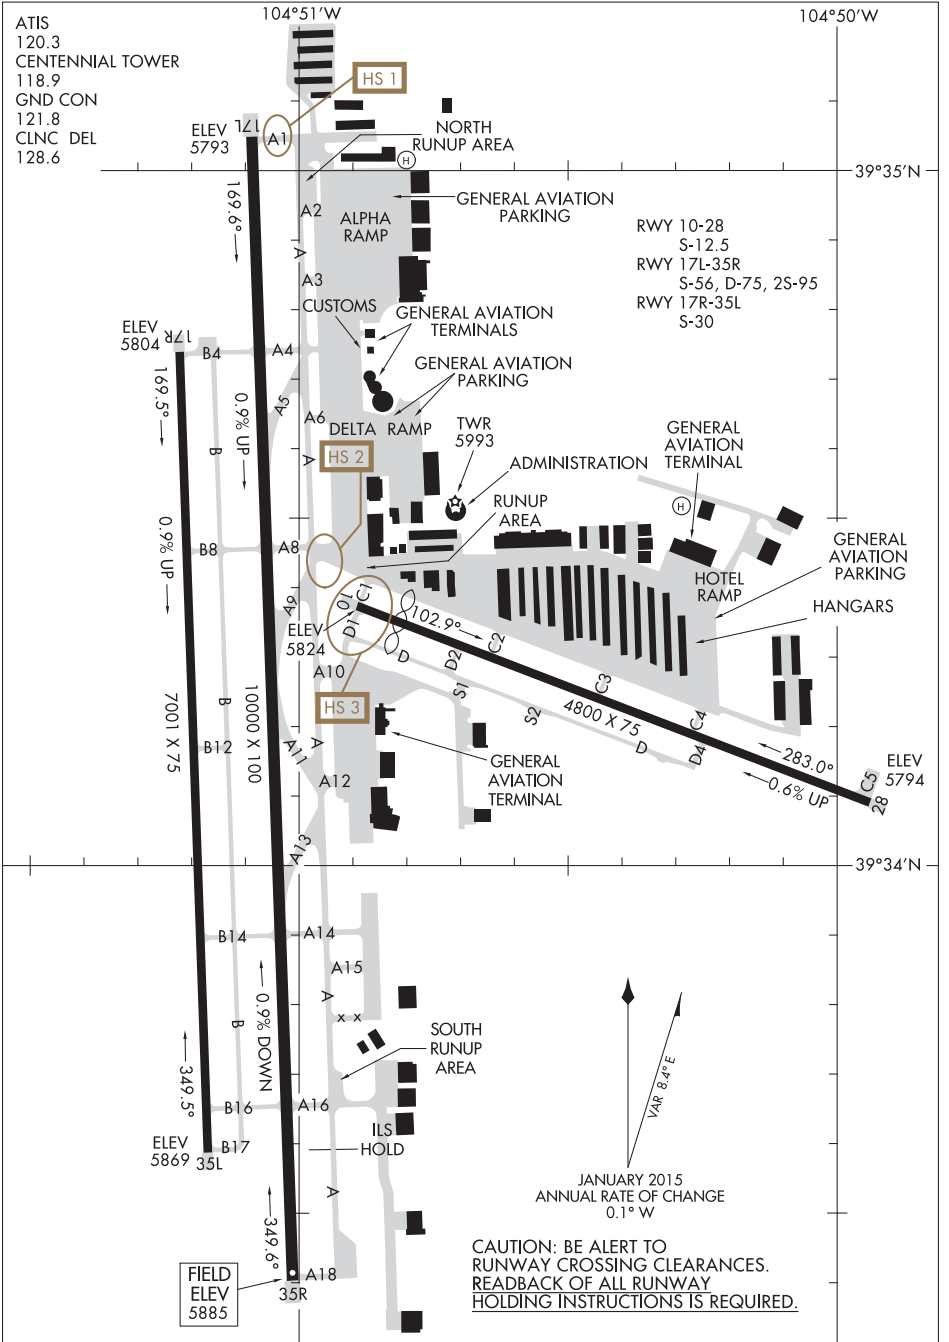 104°51'W
104°50'W
ATIS
120.3
CENTENNIAL TOWER
118.9
GND CON
121.8
CLNC DEL
128.6
HS 1
17L
ELEV
5793
A1
NORTH
RUNUP AREA
H
39°35'N
169.6°
A2
ALPHA
RAMP
GENERAL AVIATION
PARKING
RWY 10-28
S-12.5
RWY 17L-35R
S-56, D-75, 2S-95
RWY 17R-35L
S-30
A
A3
CUSTOMS
GENERAL AVIATION
TERMINALS
ELEV
5804
17R
B4
A4
GENERAL AVIATION
PARKING
169.5°
0.9% UP
A5
A6
DELTA RAMP
TWR
5993
GENERAL
AVIATION
TERMINAL
B
A
HS 2
ADMINISTRATION
RUNUP
AREA
H
0.9% UP
B8
A8
GENERAL
AVIATION
PARKING
HOTEL
RAMP
A9
10
C1
ELEV
5824
D1
102.9°
HANGARS
C2
D
D2
A10
S1
C3
HS 3
B
7001 X 75
10000 X 100
S2
4800 X 75
C4
B12
A11
A
D
D4
283.0°
GENERAL
AVIATION
TERMINAL
A12
0.6% UP
C5
28
ELEV
5794
A13
39°34'N
B14
A14
A15
A
0.9% DOWN
B
x x
SOUTH
RUNUP
AREA
349.5°
VAR 8.4° E
B16
A16
ILS
HOLD
ELEV
5869
B17
35L
A
JANUARY 2015
ANNUAL RATE OF CHANGE
0.1° W
349.6°
FIELD
ELEV
5885
A18
35R
CAUTION: BE ALERT TO
RUNWAY CROSSING CLEARANCES.
READBACK OF ALL RUNWAY
HOLDING INSTRUCTIONS IS REQUIRED.